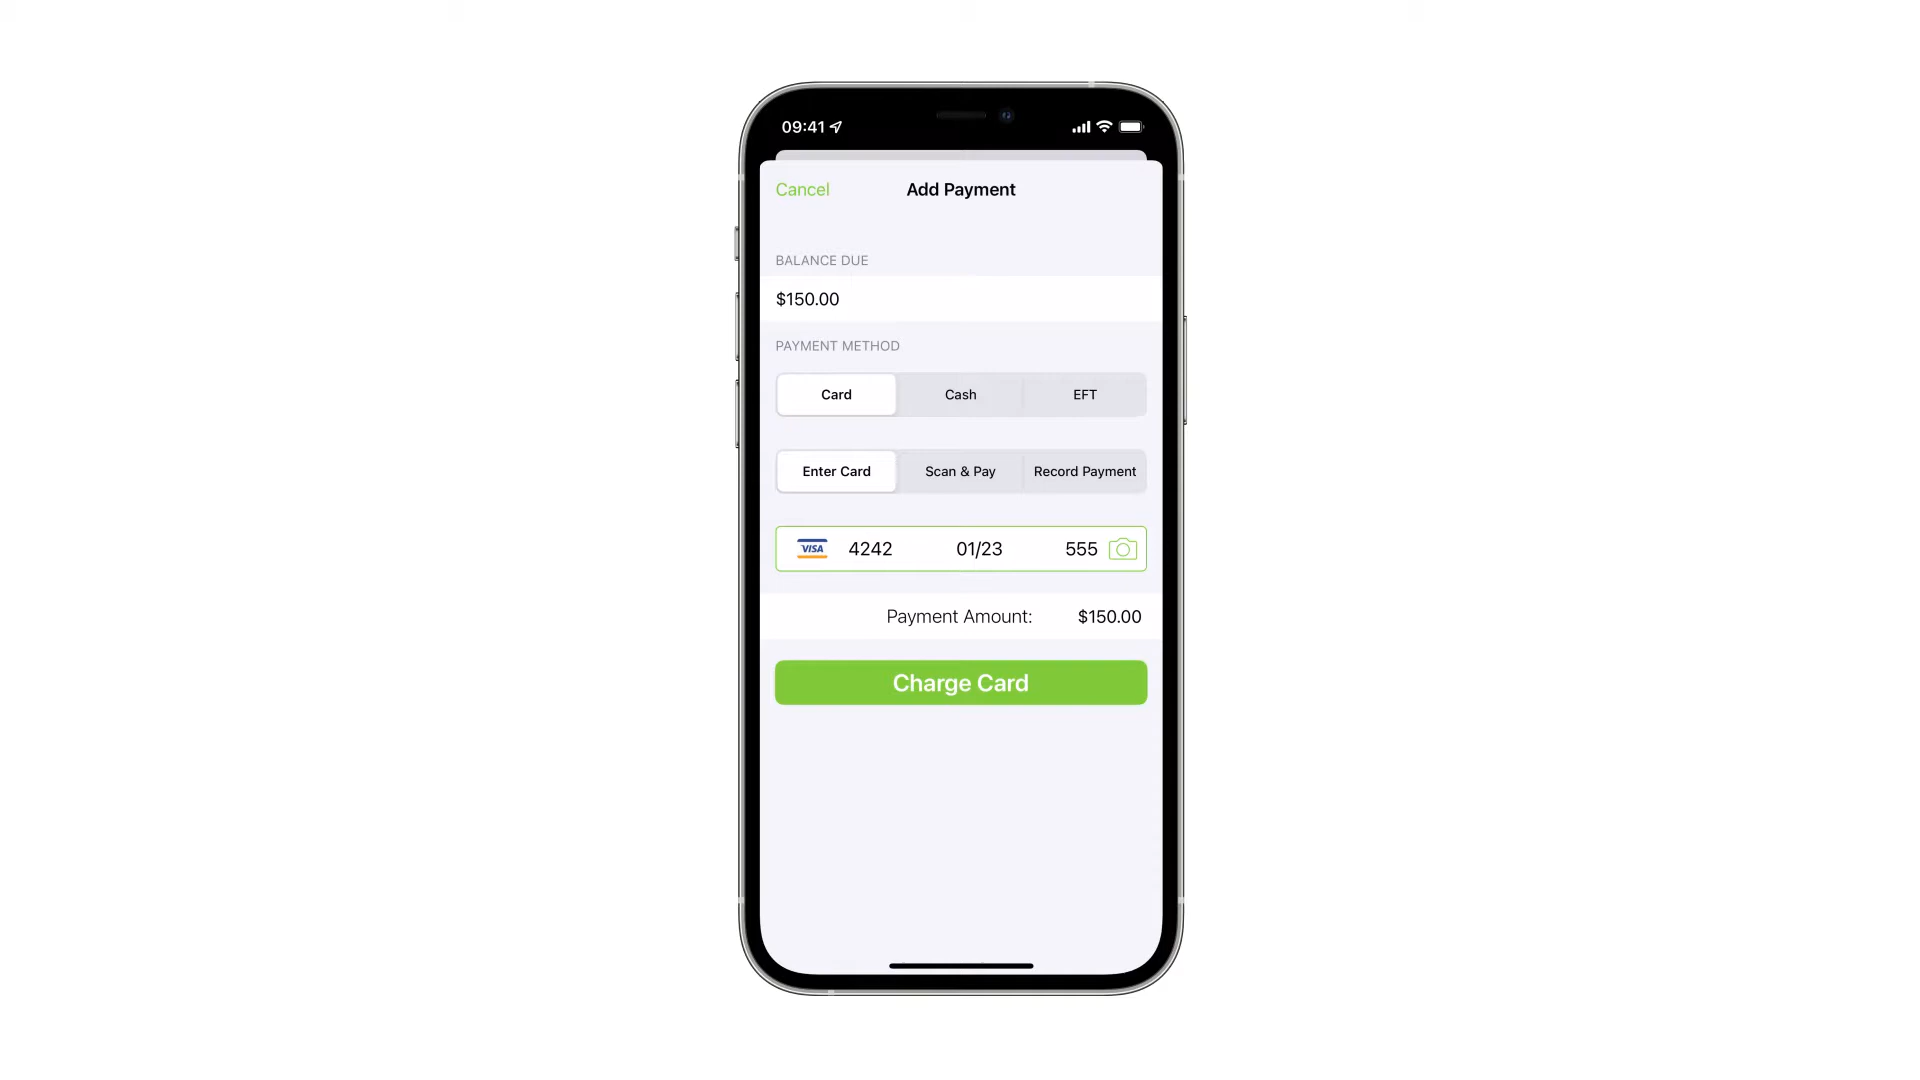 09:41
Cancel Add Payment
BALANCE DUE
$150.00
PAYMENT METHOD
Card Cash EFT
Enter Card Scan & Pay Record Payment
VISA 4242 01/23 555
Payment Amount: $150.00
Charge Card